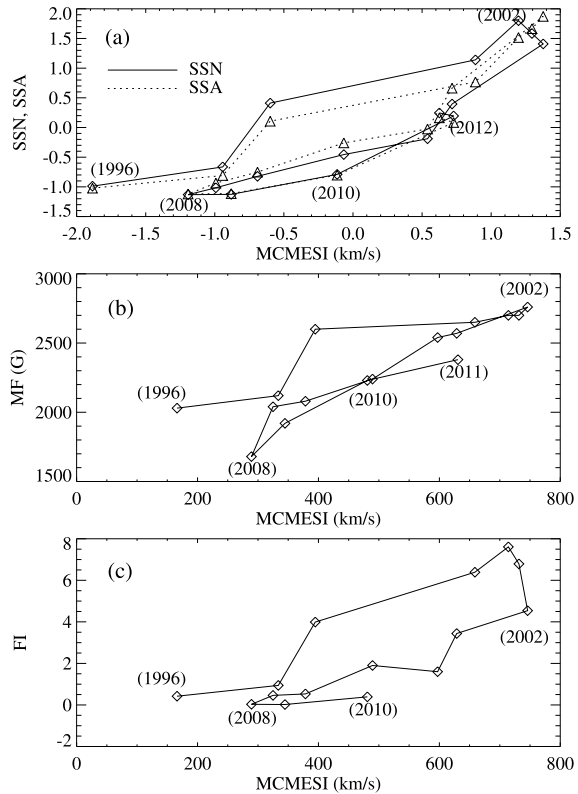 2.0
(2002)
1.5
(a)
SSN
1.0
SSA
0.5
SSN, SSA
0.0
(2012)
-0.5
(1996)
-1.0
(2008)
(2010)
-1.5
-2.0 -1.5 -1.0 -0.5 0.0 0.5 1.0 1.5
MCMESI (km/s)
3000
(b)
(2002)
2500
MF (G)
(2011)
(1996)
(2010)
2000
(2008)
1500
0 200 400 600 800
MCMESI (km/s)
8
(c)
6
4
FI
(2002)
2
(1996)
0
(2008)
(2010)
-2
0 200 400 600 800
MCMESI (km/s)